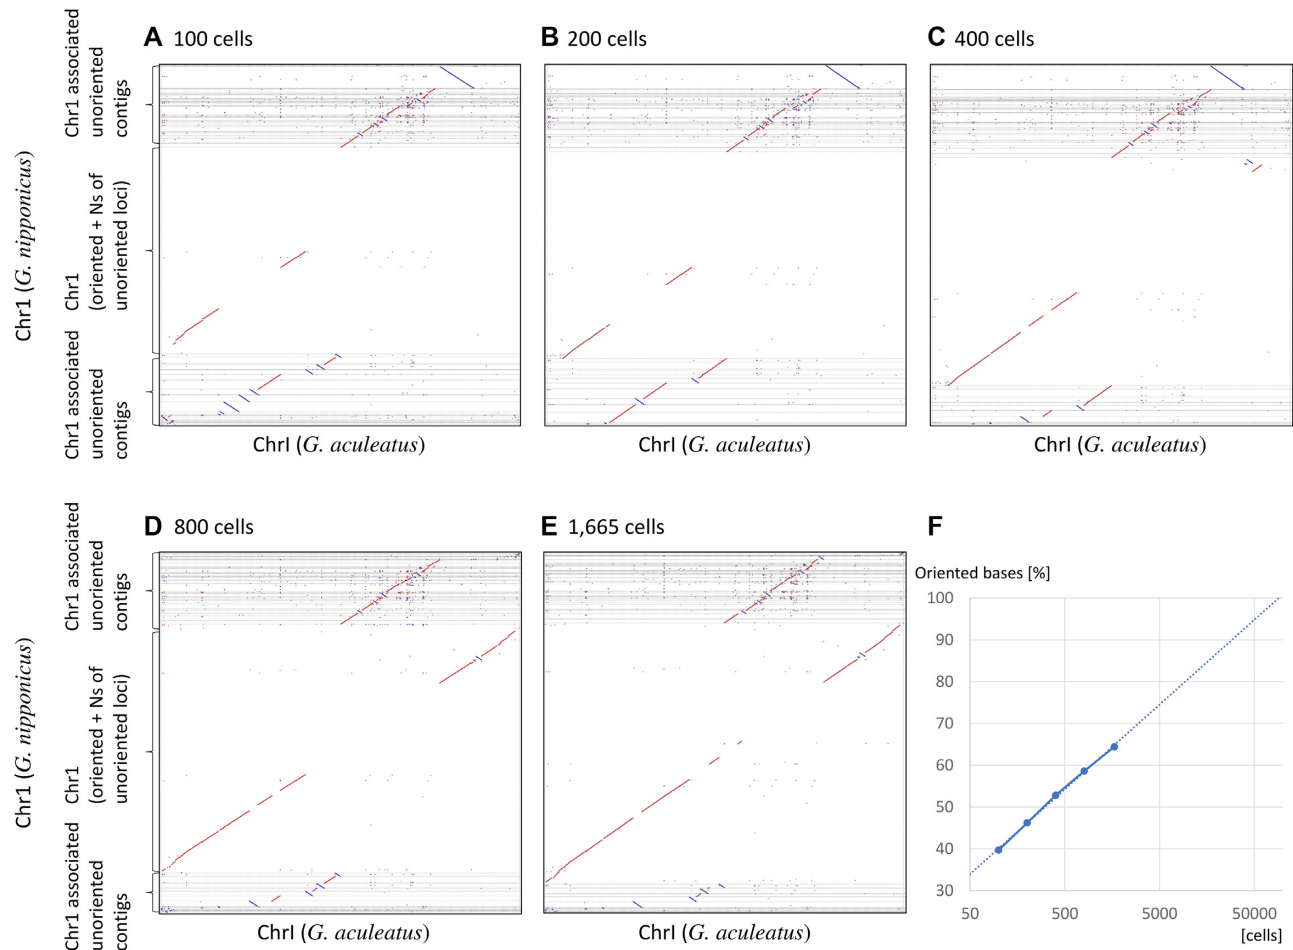 A 100 cells
B 200 cells
C 400 cells
Chr1 (G. nipponicus)
Chr1 associated
unoriented
contigs
Chr1
(oriented + Ns of
unoriented loci)
Chr1 associated
unoriented
contigs
ChrI (G. aculeatus)
ChrI (G. aculeatus)
ChrI (G. aculeatus)
D 800 cells
E 1,665 cells
F
Chr1 (G. nipponicus)
Chr1 associated
unoriented
contigs
Chr1
(oriented + Ns of
unoriented loci)
Chr1 associated
unoriented
contigs
ChrI (G. aculeatus)
ChrI (G. aculeatus)
Oriented bases [%]
100
90
80
70
60
50
40
30
50 500 5000 50000
[cells]